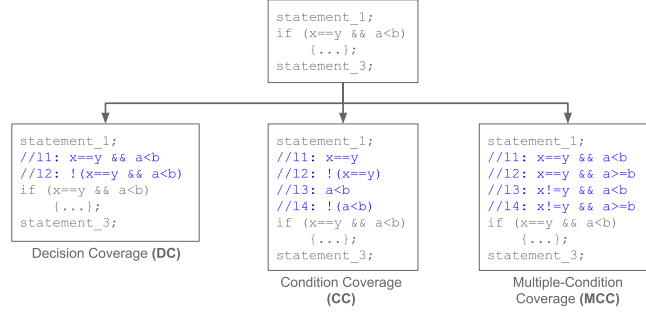 statement_1;
if (x==y && a<b)
{...};
statement_3;
statement_1;
//l1: x==y && a<b
//l2: !(x==y && a<b)
if (x==y && a<b)
{...};
statement_3;
Decision Coverage (DC)
statement_1;
//l1: x==y
//l2: !(x==y)
//l3: a<b
//l4: !(a<b)
if (x==y && a<b)
{...};
statement_3;
Condition Coverage
(CC)
statement_1;
//l1: x==y && a<b
//l2: x==y && a>=b
//l3: x!=y && a<b
//l4: x!=y && a>=b
if (x==y && a<b)
{...};
statement_3;
Multiple-Condition
Coverage (MCC)